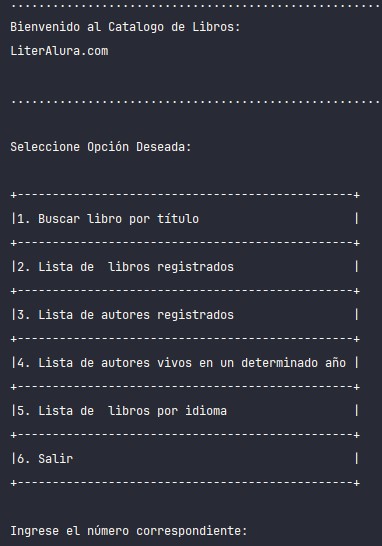 ......................................................
Bienvenido al Catalogo de Libros:
LiterAlura.com
......................................................
Seleccione Opción Deseada:
+------------------------------------------------+
|1. Buscar libro por título                      |
+------------------------------------------------+
|2. Lista de  libros registrados                 |
+------------------------------------------------+
|3. Lista de autores registrados                 |
+------------------------------------------------+
|4. Lista de autores vivos en un determinado año |
+------------------------------------------------+
|5. Lista de  libros por idioma                  |
+------------------------------------------------+
|6. Salir                                        |
+------------------------------------------------+
Ingrese el número correspondiente: